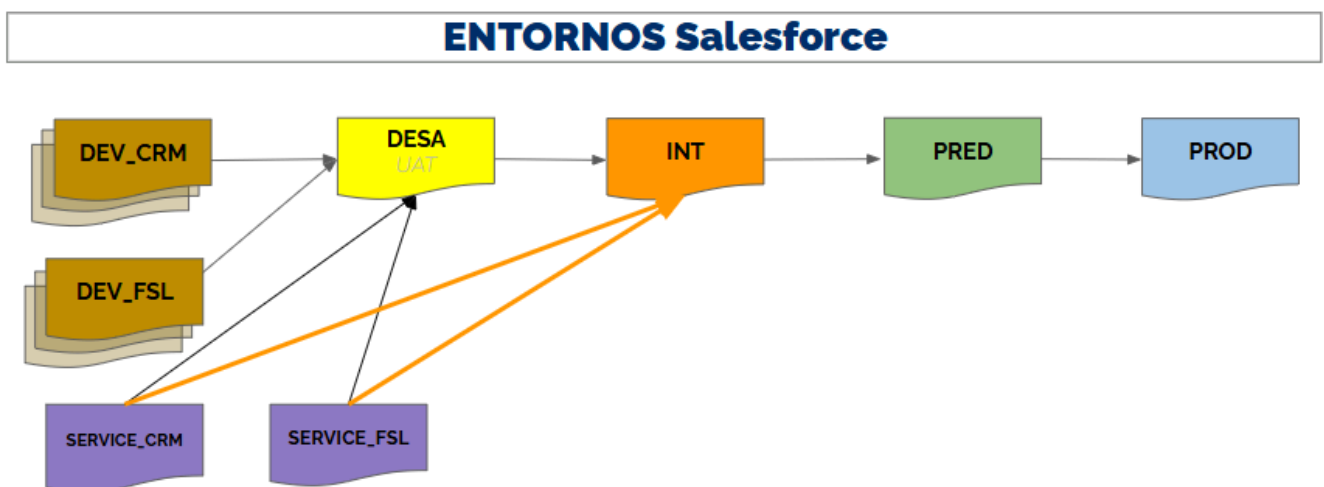 ENTORNOS Salesforce
DEV_CRM
DESA
UAT
INT
PRED
PROD
DEV_FSL
SERVICE_CRM
SERVICE_FSL